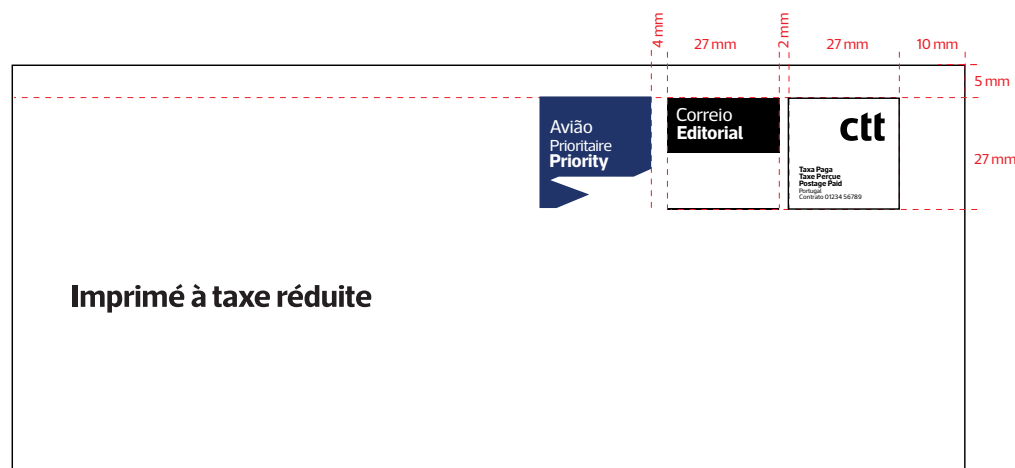 4 mm
27 mm
2 mm
27 mm
10 mm
5 mm
Avião
Prioritaire
Priority
Correio
Editorial
ctt
Taxa Paga
Taxe Perçue
Postage Paid
Portugal
Contrato 01234 56789
27 mm
Imprimé à taxe réduite